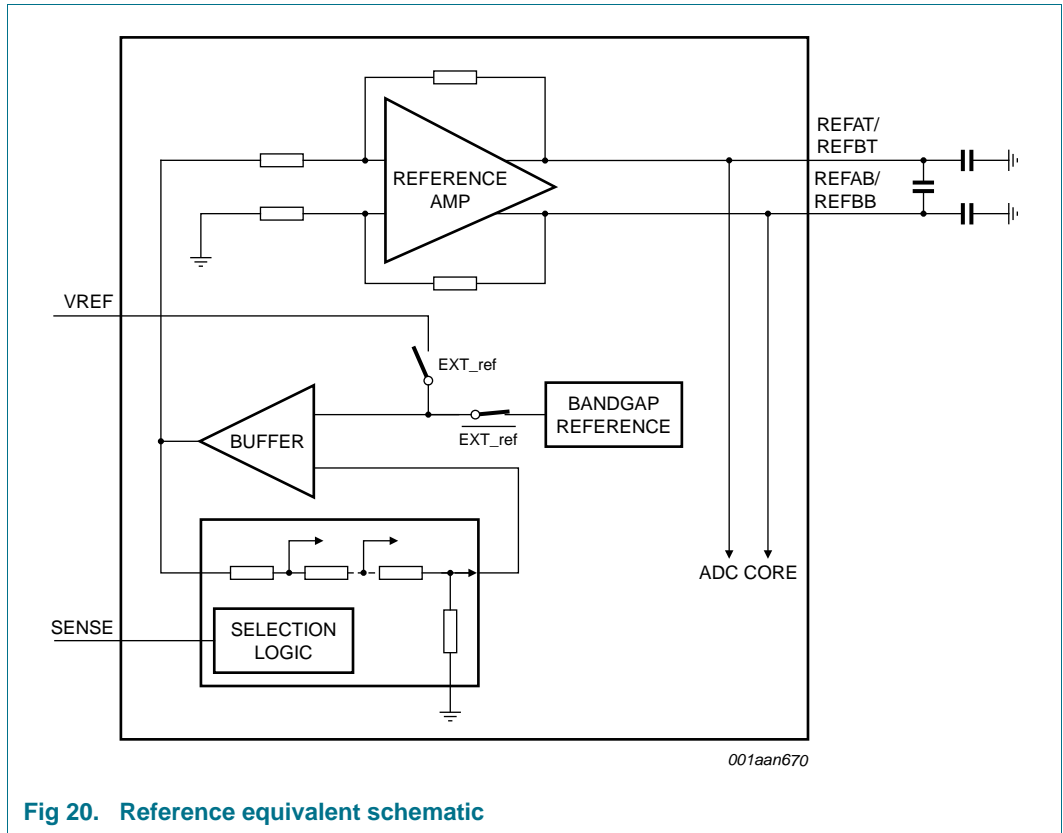 REFAT/
REFBT
REFERENCE
AMP
REFAB/
REFBB
VREF
EXT_ref
BANDGAP
REFERENCE
BUFFER
EXT_ref
ADC CORE
SENSE
SELECTION
LOGIC
001aan670
Fig 20. Reference equivalent schematic